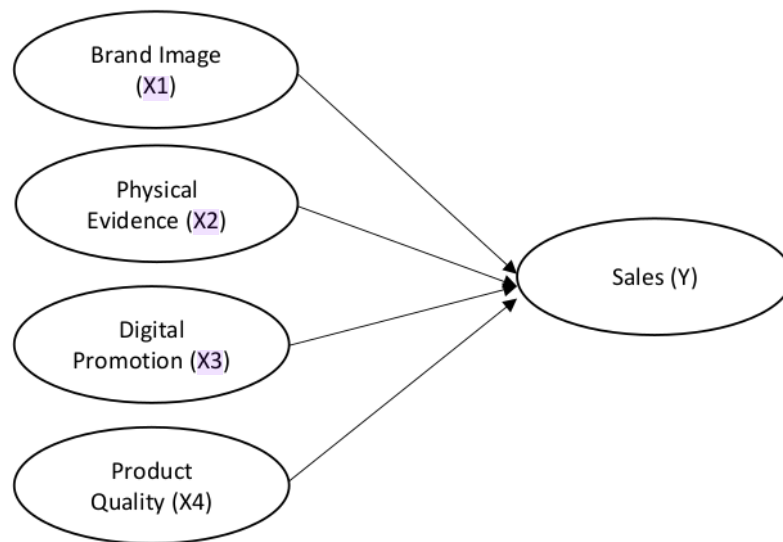 Brand Image
(X1)
Physical
Evidence (X2)
Sales (Y)
Digital
Promotion (X3)
Product
Quality (X4)